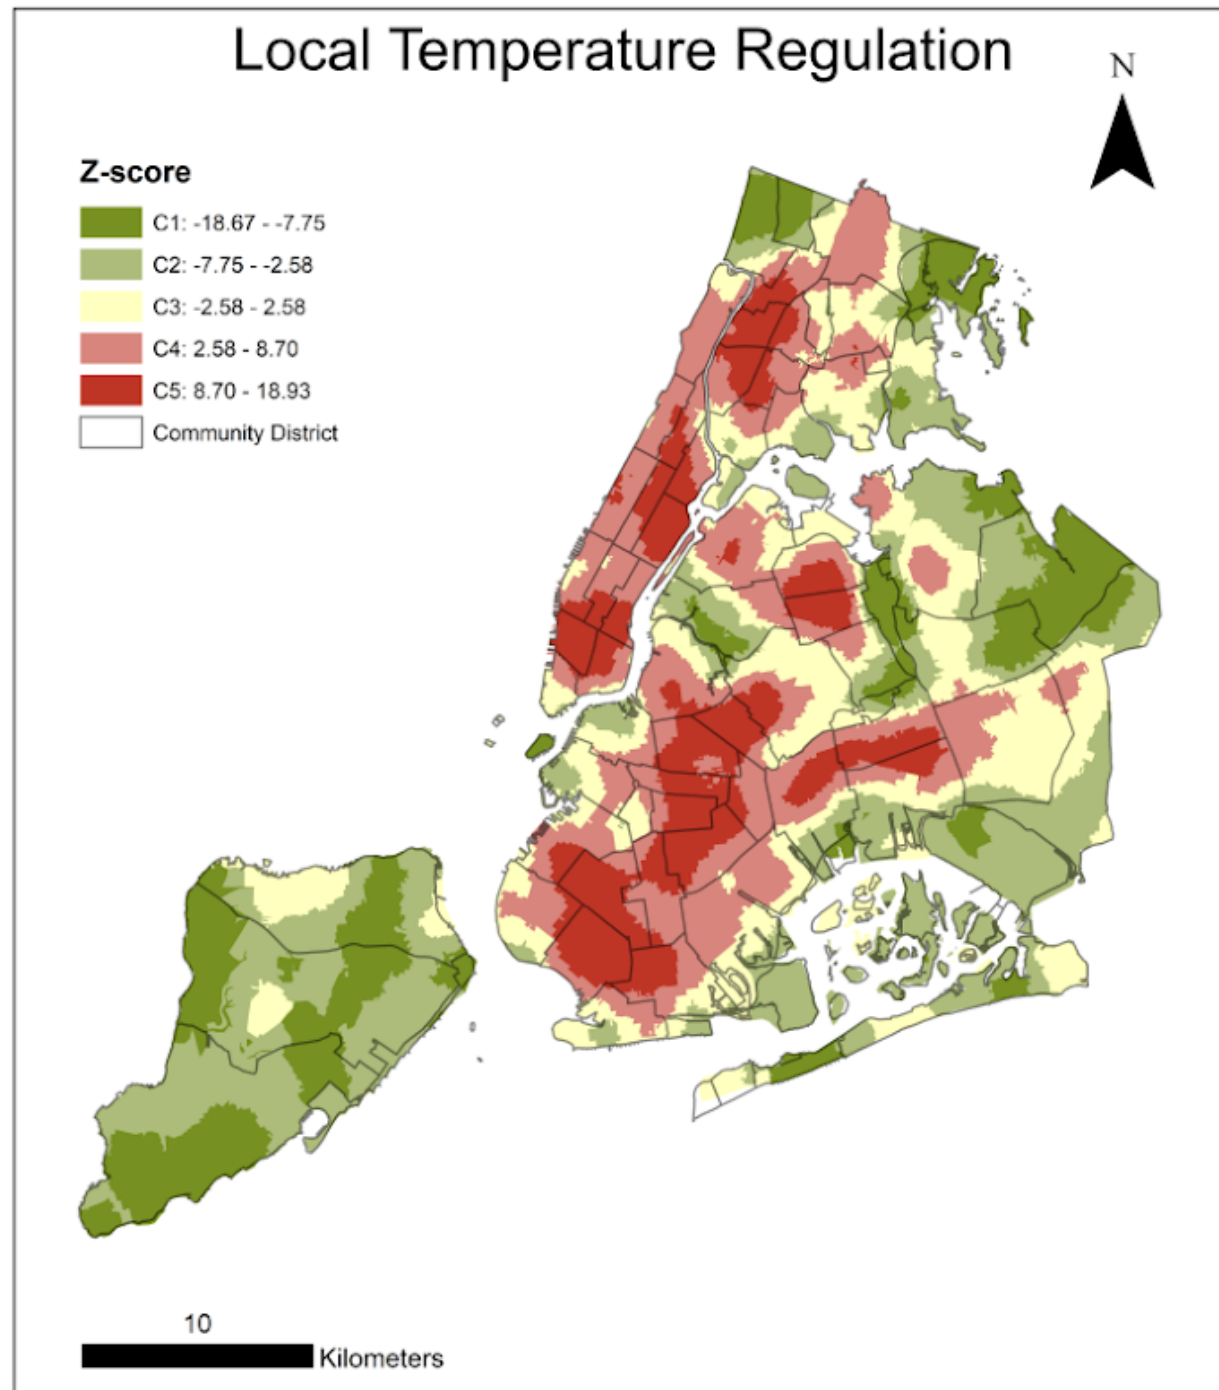 Local Temperature Regulation
N
Z-score
C1: -18.67 - -7.75
C2: -7.75 - -2.58
C3: -2.58 - 2.58
C4: 2.58 - 8.70
C5: 8.70 - 18.93
Community District
10
Kilometers